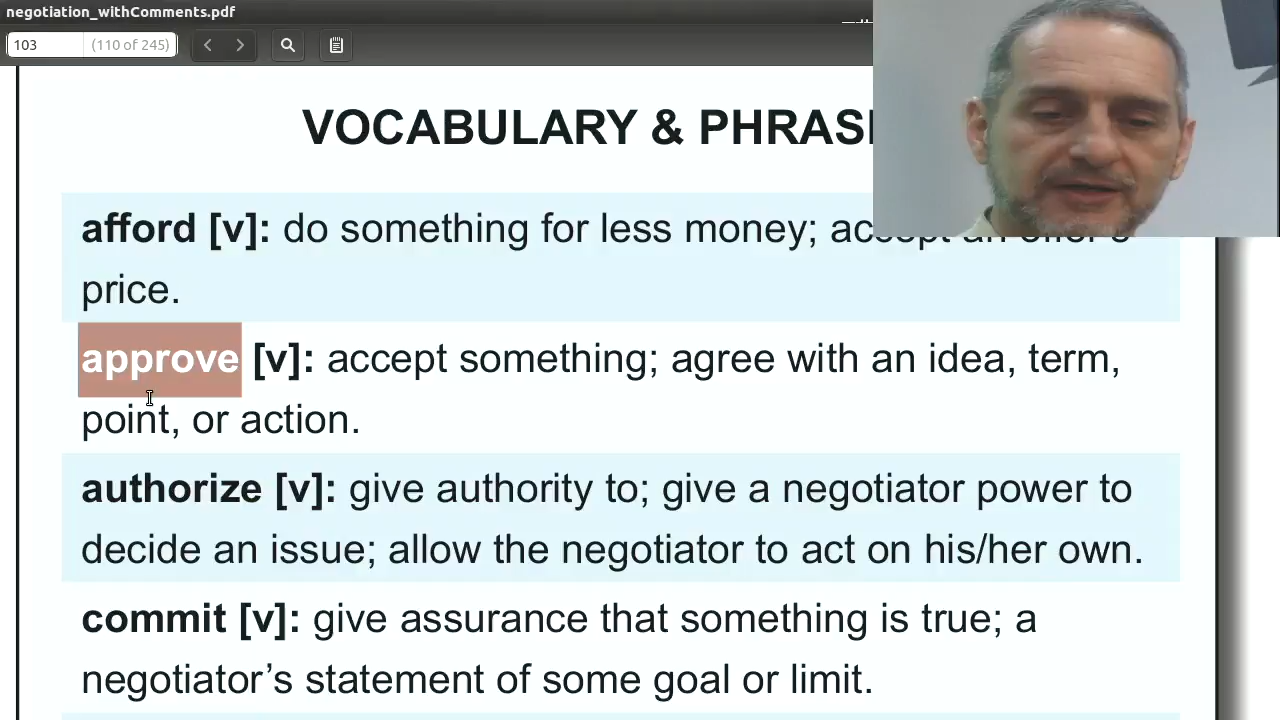 negotiation_withComments.pdf
103 (110 of 245)
VOCABULARY & PHRAS
afford [v]: do something for less money; accept an offer's
price.
approve [v]: accept something; agree with an idea, term,
point, or action.
authorize [v]: give authority to; give a negotiator power to
decide an issue; allow the negotiator to act on his/her own.
commit [v]: give assurance that something is true; a
negotiator’s statement of some goal or limit.